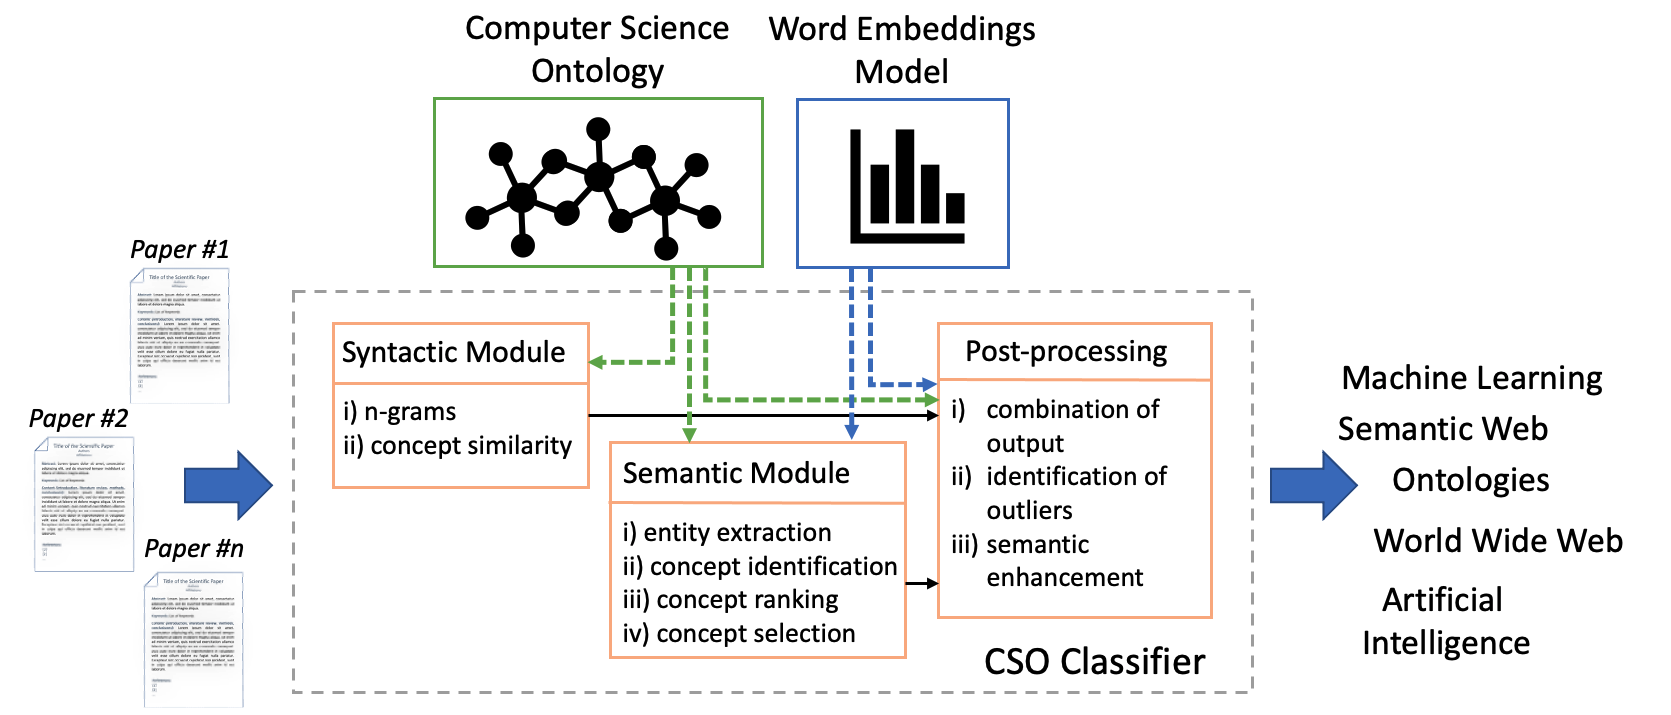 Computer Science
Ontology
Word Embeddings
Model
Paper #1
Title of the Scientific Paper
Paper #2
Title of the Scientific Paper
Paper #n
Title of the Scientific Paper
Syntactic Module
i) n-grams
ii) concept similarity
Semantic Module
i) entity extraction
ii) concept identification
iii) concept ranking
iv) concept selection
Post-processing
i) combination of
output
ii) identification of
outliers
iii) semantic
enhancement
CSO Classifier
Machine Learning
Semantic Web
Ontologies
World Wide Web
Artificial
Intelligence